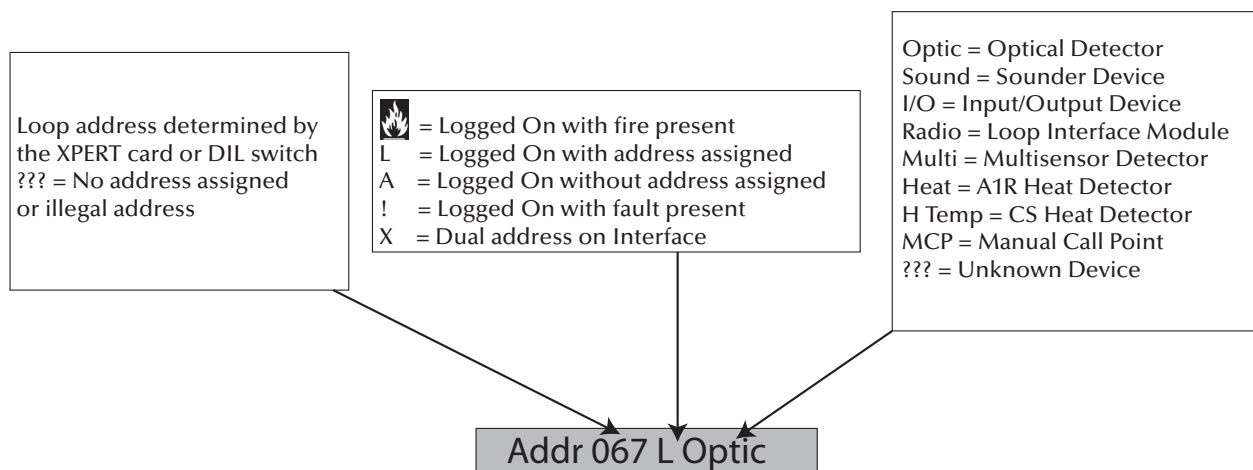 Loop address determined by
the XPERT card or DIL switch
??? = No address assigned
or illegal address
= Logged On with fire present
L = Logged On with address assigned
A = Logged On without address assigned
! = Logged On with fault present
X = Dual address on Interface
Optic = Optical Detector
Sound = Sounder Device
I/O = Input/Output Device
Radio = Loop Interface Module
Multi = Multisensor Detector
Heat = A1R Heat Detector
H Temp = CS Heat Detector
MCP = Manual Call Point
??? = Unknown Device
Addr 067 L Optic